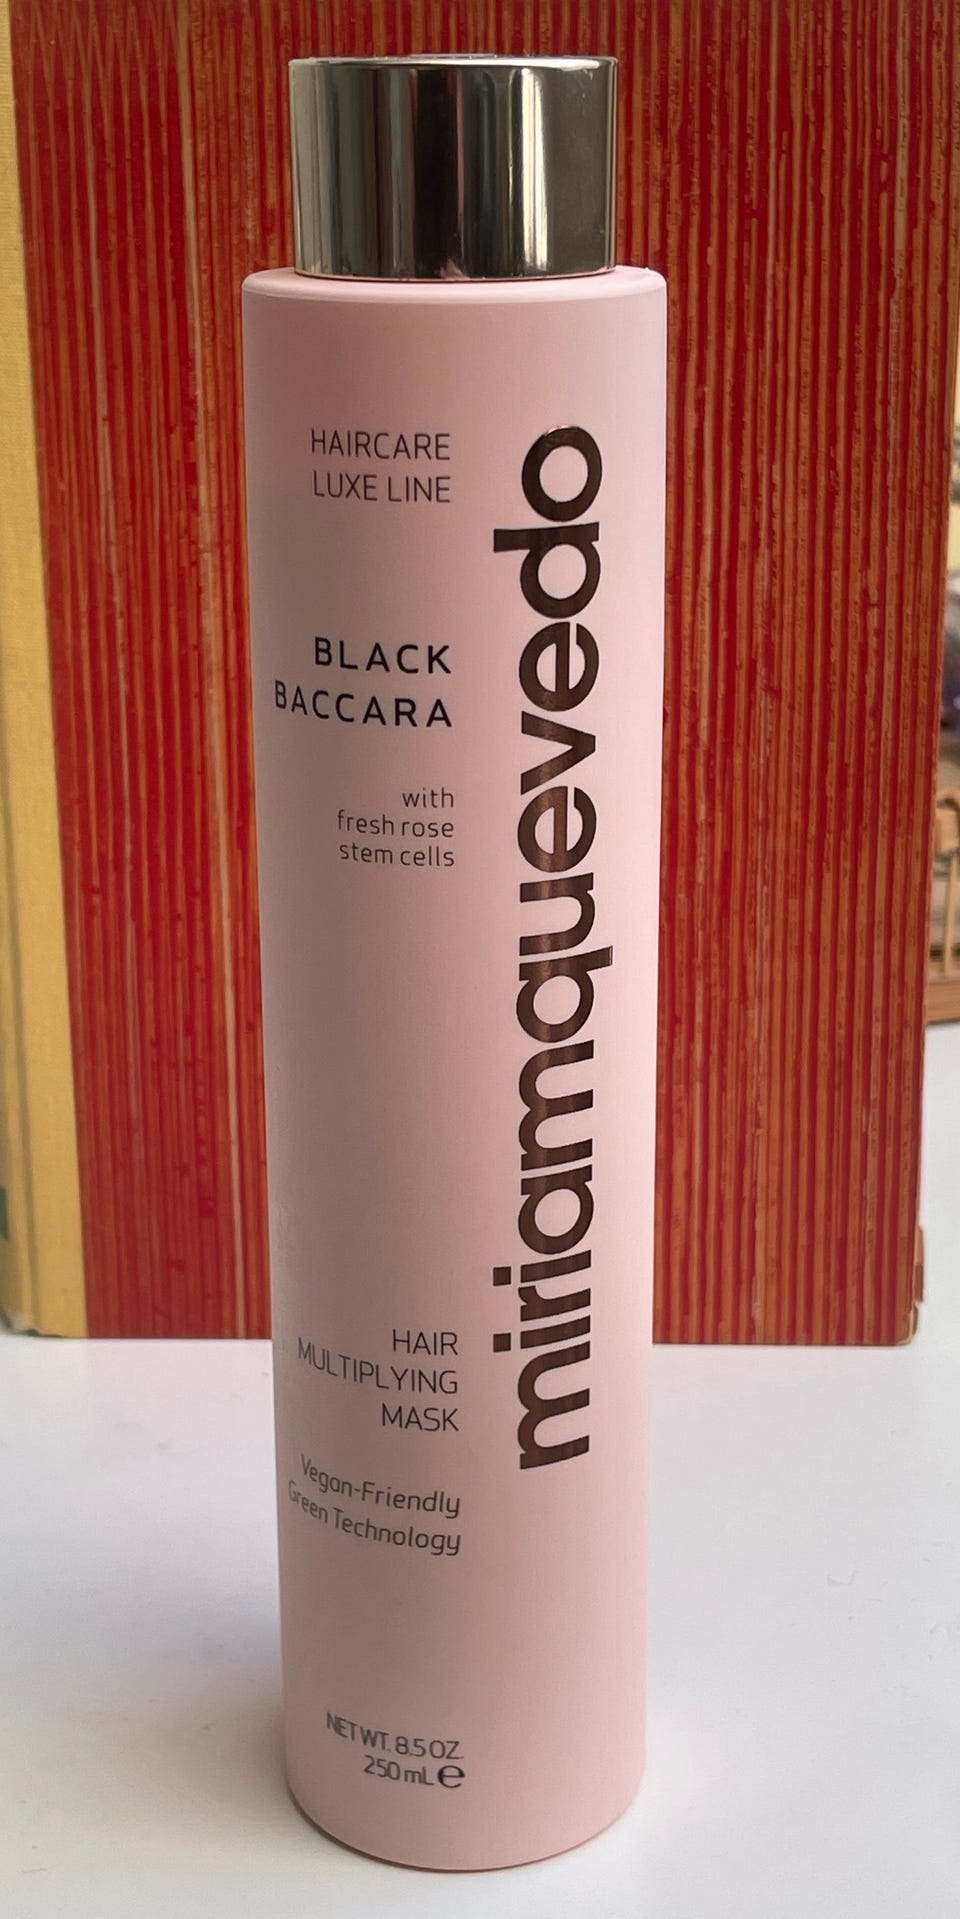 HAIRCARE
LUXE LINE
BLACK
BACCARA
with
fresh rose
stem cells
miriamquevedo
HAIR
MULTIPLYING
MASK
Vegan-Friendly
Green Technology
NET WT. 8.5 OZ.
250 mL ℮